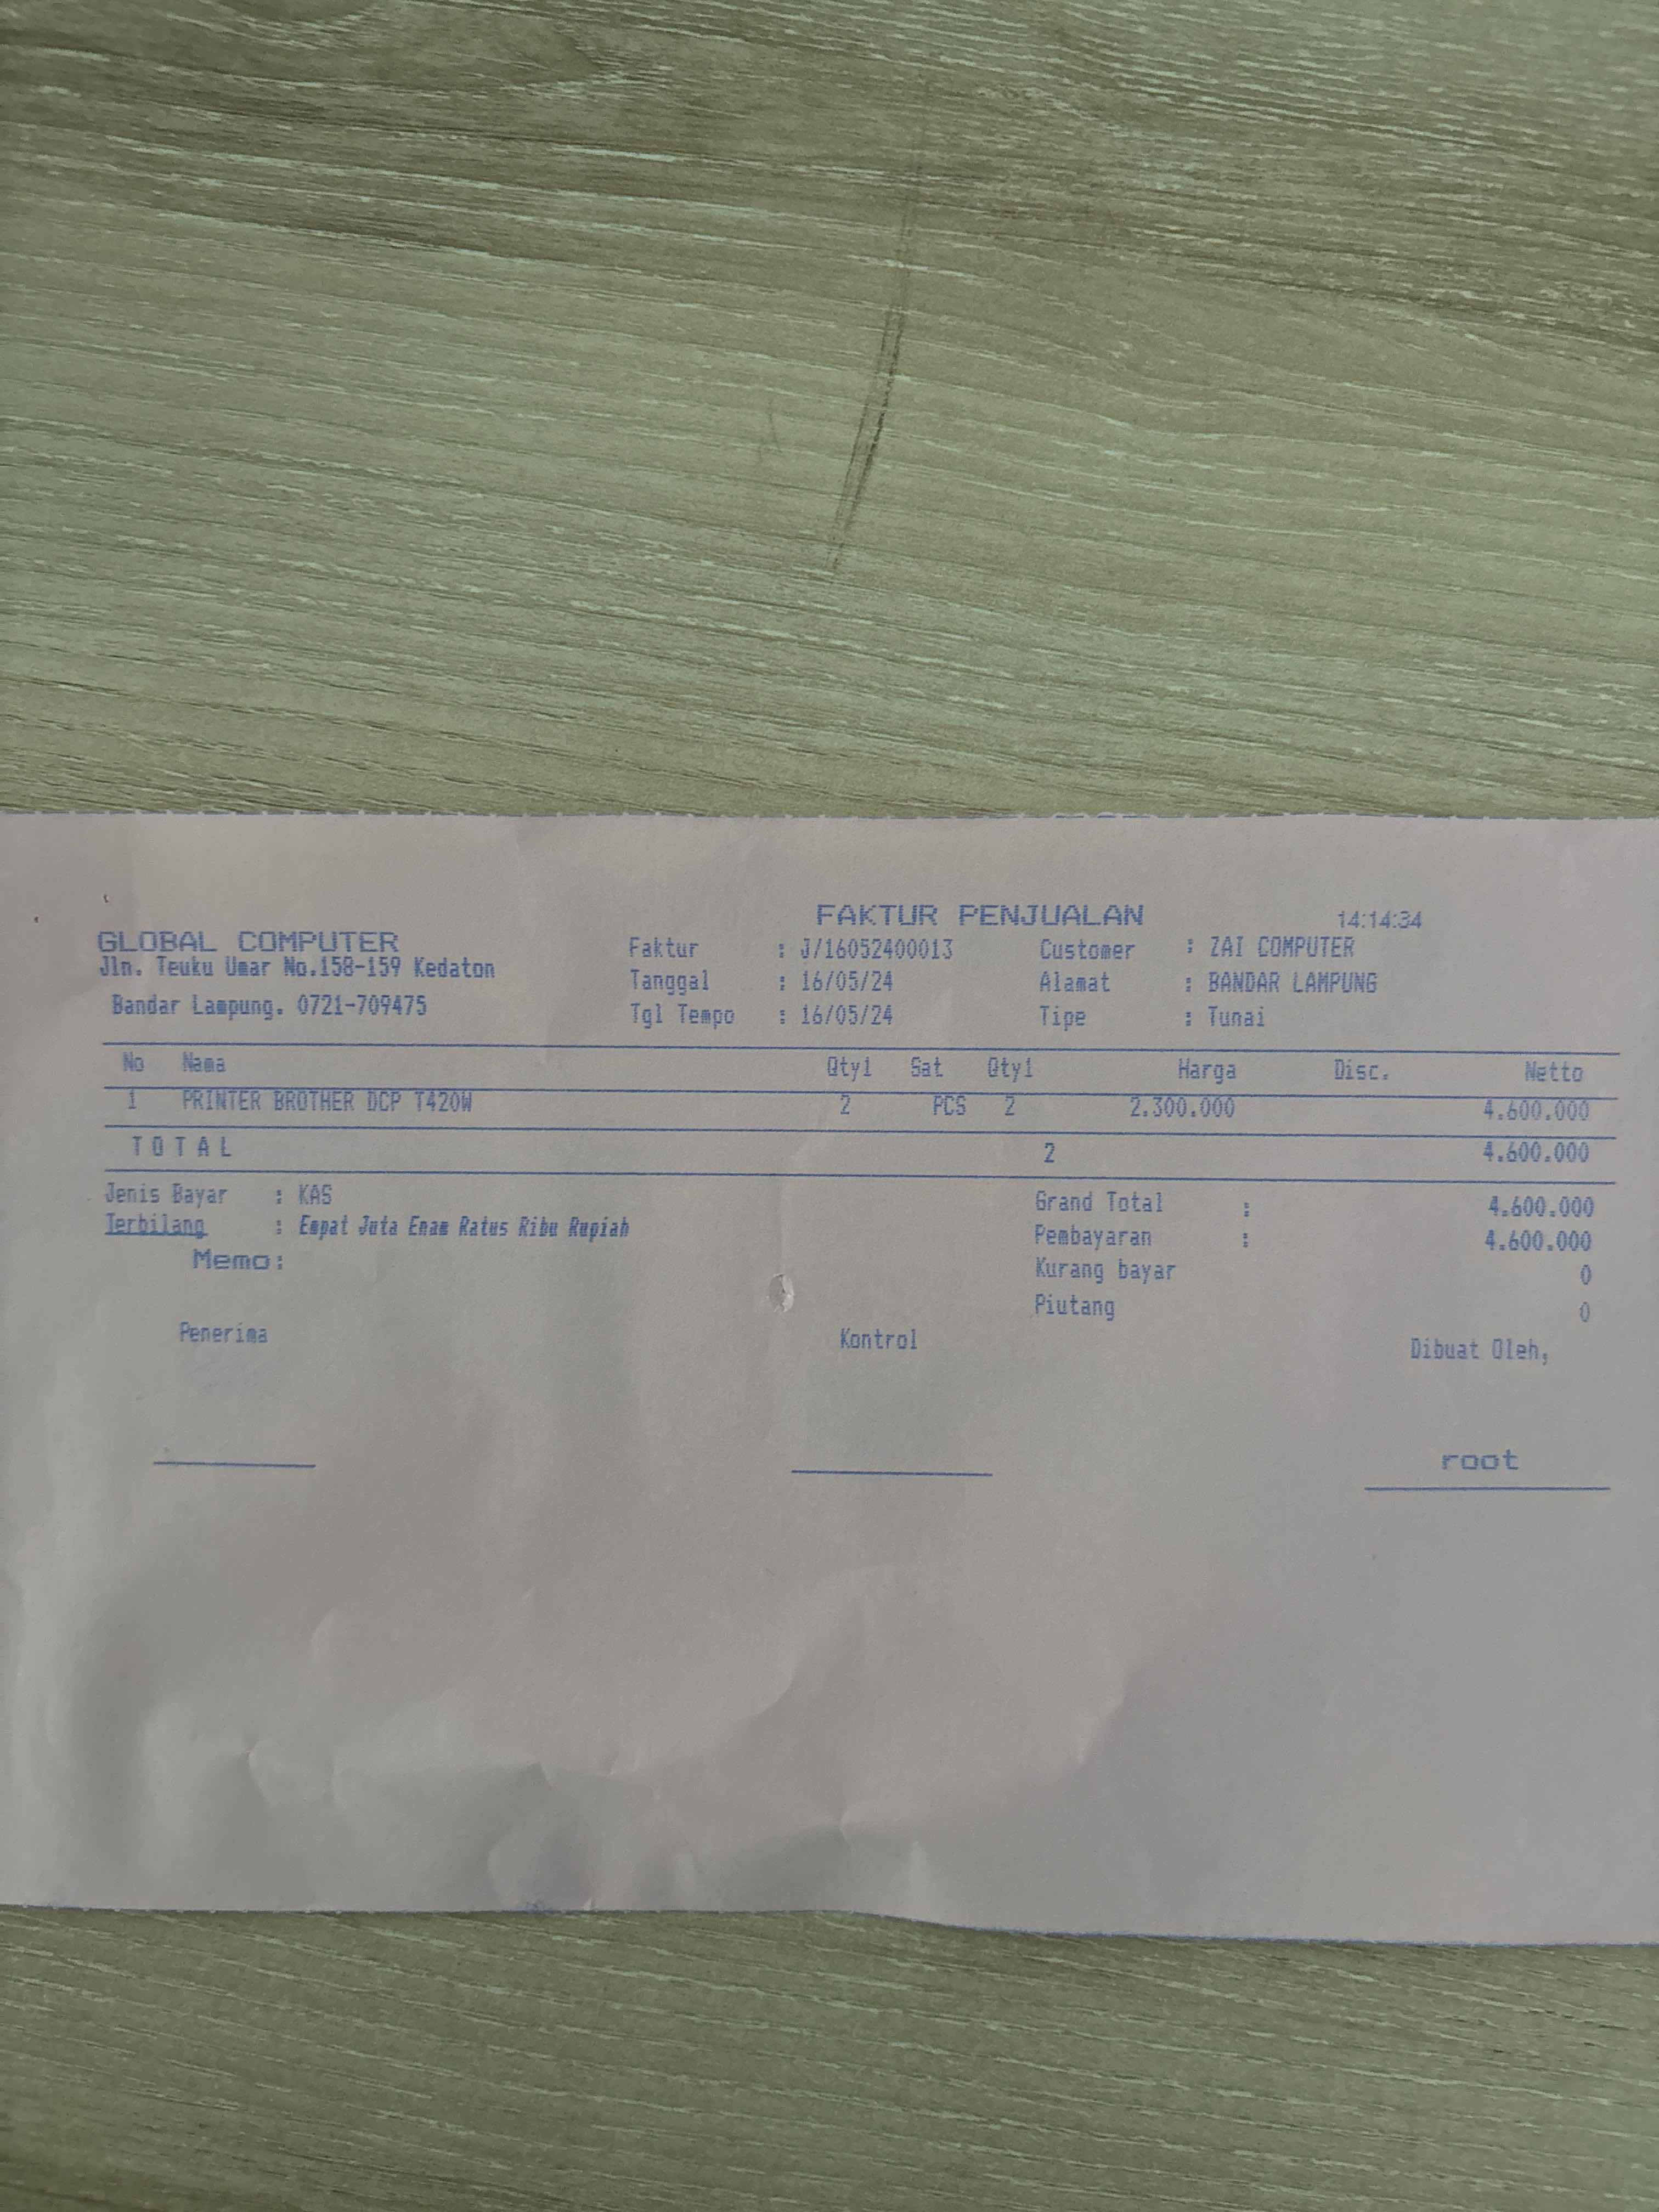 FAKTUR PENJUALAN 14:14:34
GLOBAL COMPUTER
Jln. Teuku Umar No.158-159 Kedaton
Bandar Lampung. 0721-709475
Faktur : J/16052400013
Tanggal : 16/05/24
Tgl Tempo : 16/05/24
Customer : ZAI COMPUTER
Alamat : BANDAR LAMPUNG
Tipe : Tunai
No Nama Qty1 Sat Qty1 Harga Disc. Netto
1 PRINTER BROTHER DCP T420W 2 PCS 2 2.300.000 4.600.000
T O T A L 2 4.600.000
Jenis Bayar : KAS
Terbilang : Empat Juta Enam Ratus Ribu Rupiah
Memo:
Grand Total : 4.600.000
Pembayaran : 4.600.000
Kurang bayar 0
Piutang 0
Penerima Kontrol Dibuat Oleh,
root